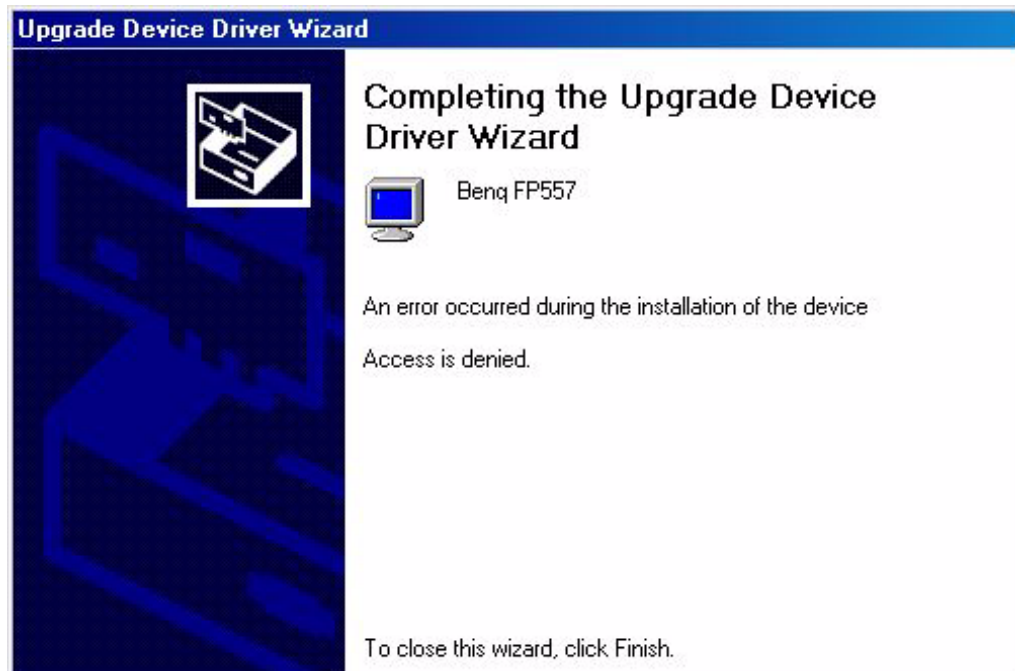 Upgrade Device Driver Wizard
Completing the Upgrade Device
Driver Wizard
Benq FP557
An error occurred during the installation of the device
Access is denied.
To close this wizard, click Finish.